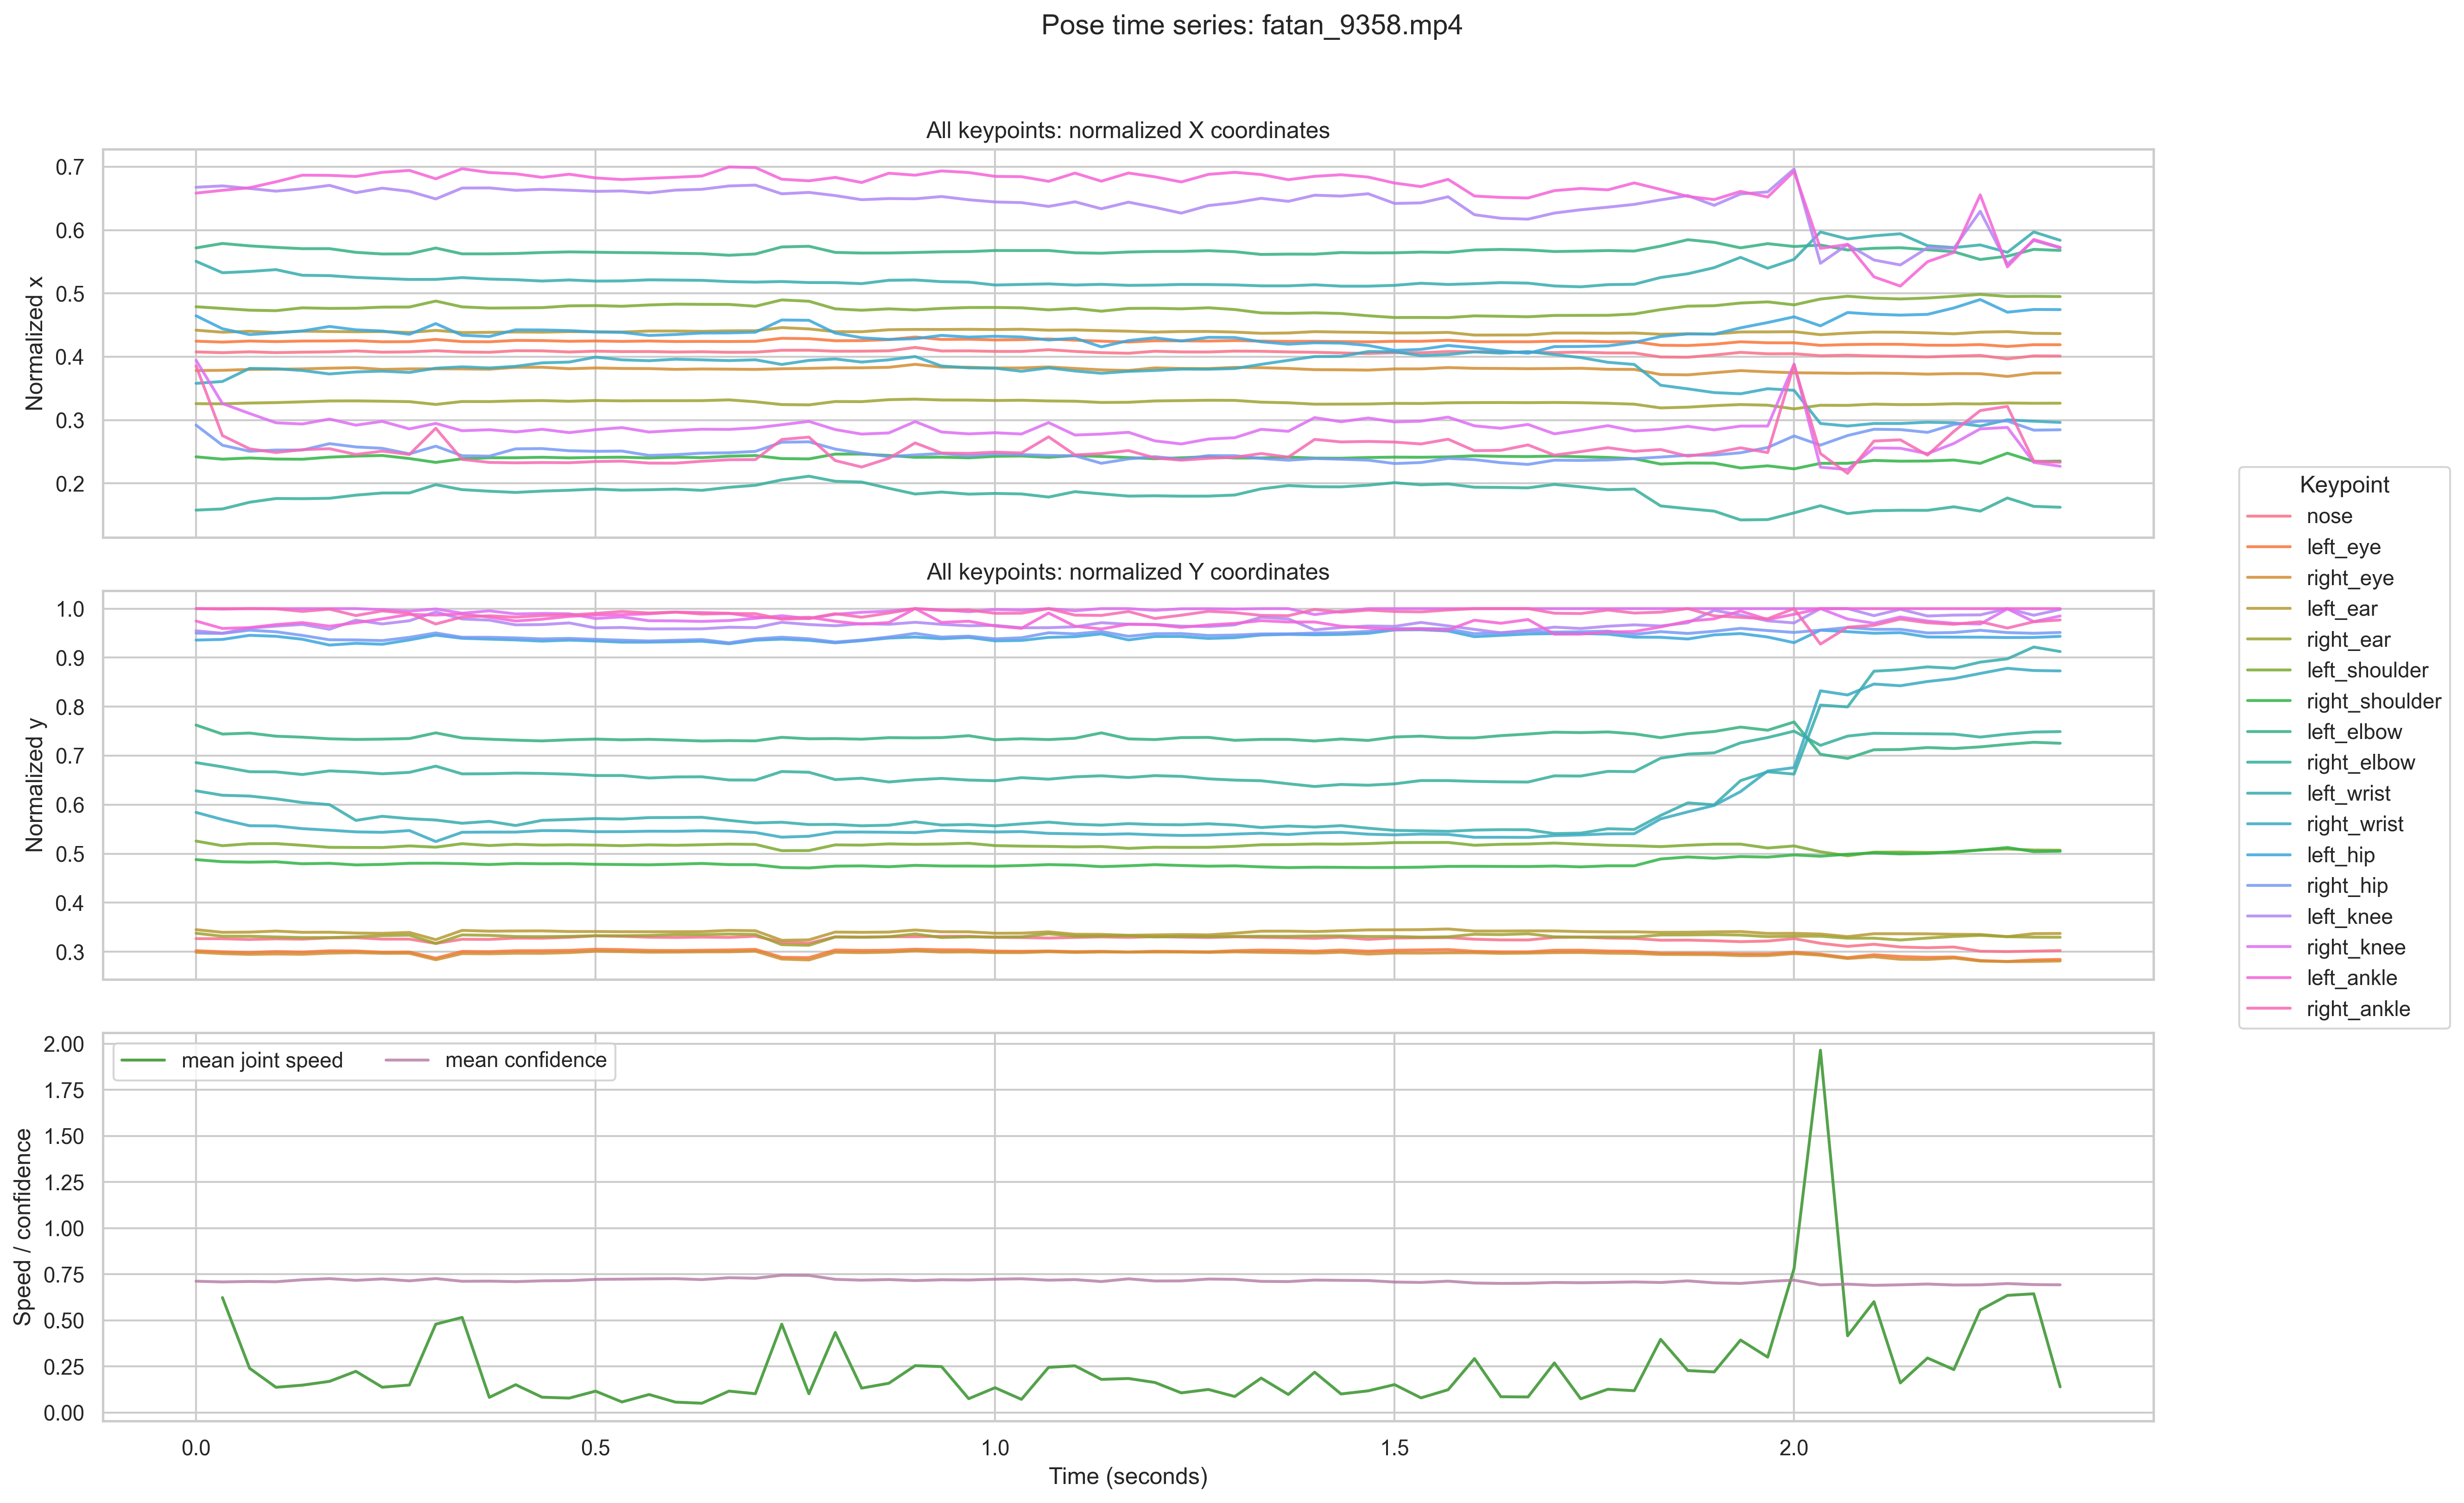 Pose time series: fatan_9358.mp4
All keypoints: normalized X coordinates
Normalized x
0.7
0.6
0.5
0.4
0.3
0.2
All keypoints: normalized Y coordinates
Normalized y
1.0
0.9
0.8
0.7
0.6
0.5
0.4
0.3
Keypoint
nose
left_eye
right_eye
left_ear
right_ear
left_shoulder
right_shoulder
left_elbow
right_elbow
left_wrist
right_wrist
left_hip
right_hip
left_knee
right_knee
left_ankle
right_ankle
mean joint speed
mean confidence
Speed / confidence
2.00
1.75
1.50
1.25
1.00
0.75
0.50
0.25
0.00
0.0 0.5 1.0 1.5 2.0
Time (seconds)